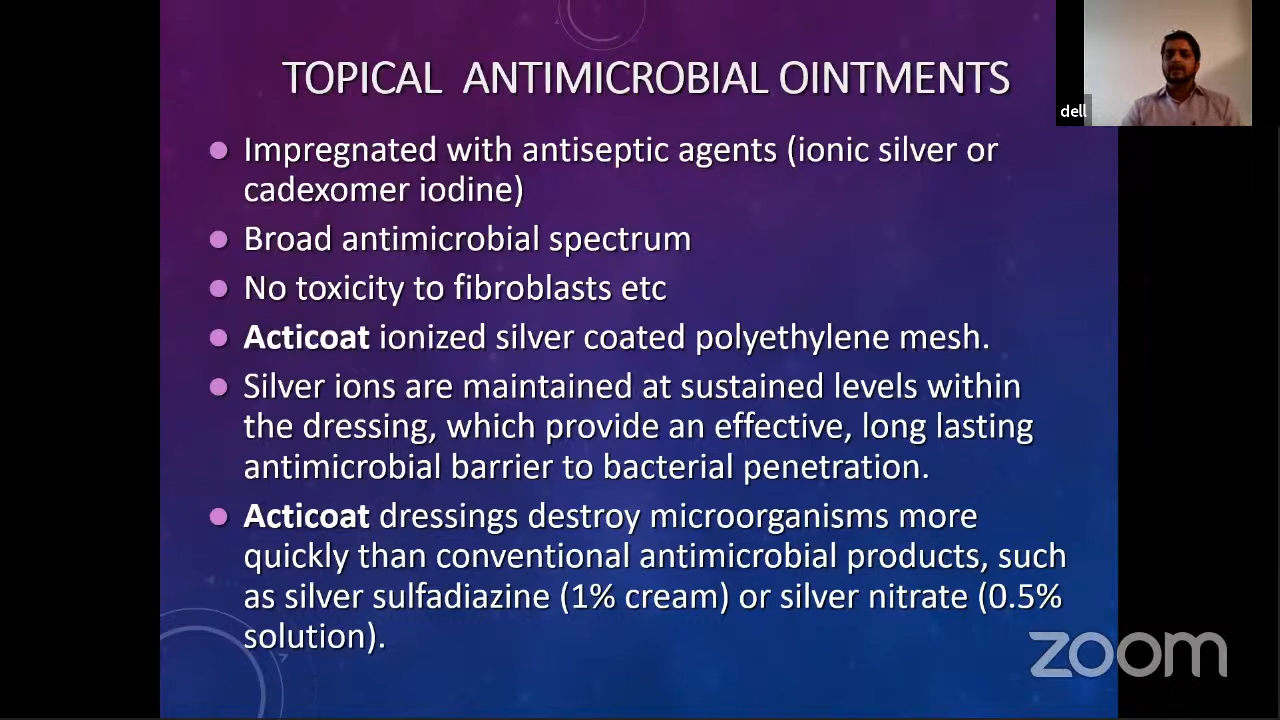 TOPICAL ANTIMICROBIAL OINTMENTS
dell
Impregnated with antiseptic agents (ionic silver or
cadexomer iodine)
Broad antimicrobial spectrum
No toxicity to fibroblasts etc
Acticoat ionized silver coated polyethylene mesh.
Silver ions are maintained at sustained levels within
the dressing, which provide an effective, long lasting
antimicrobial barrier to bacterial penetration.
Acticoat dressings destroy microorganisms more
quickly than conventional antimicrobial products, such
as silver sulfadiazine (1% cream) or silver nitrate (0.5%
solution).
zoom